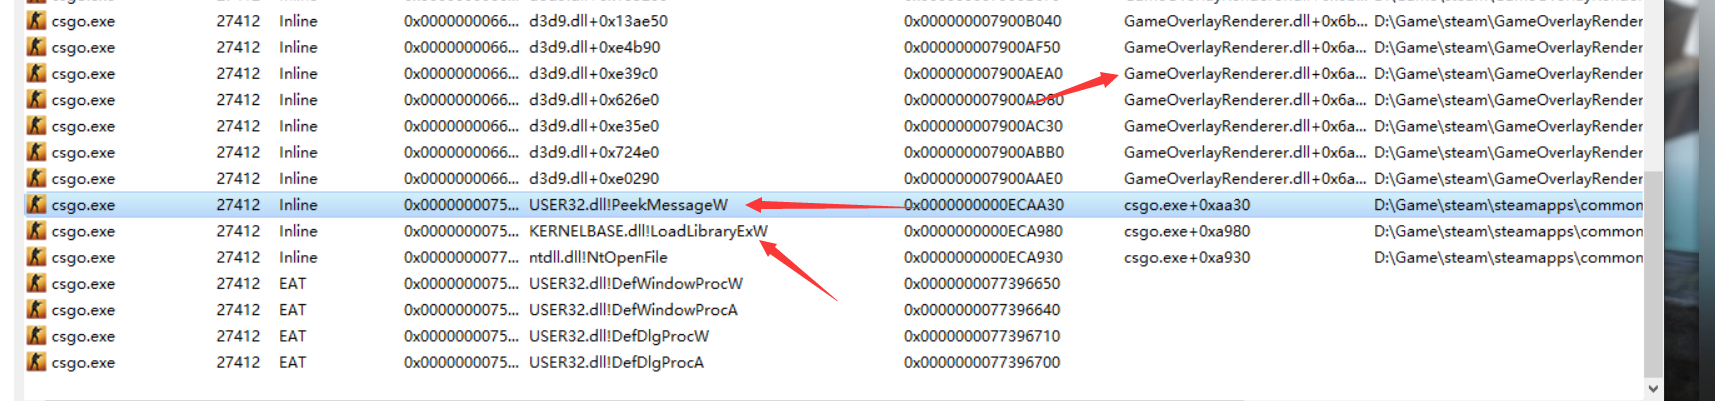 csgo.exe 27412 Inline 0x0000000066... d3d9.dll+0x13ae50 0x000000007900B040 GameOverlayRenderer.dll+0x6b... D:\Game\steam\GameOverlayRender
csgo.exe 27412 Inline 0x0000000066... d3d9.dll+0xe4b90 0x000000007900AF50 GameOverlayRenderer.dll+0x6a... D:\Game\steam\GameOverlayRender
csgo.exe 27412 Inline 0x0000000066... d3d9.dll+0xe39c0 0x000000007900AEA0 GameOverlayRenderer.dll+0x6a... D:\Game\steam\GameOverlayRender
csgo.exe 27412 Inline 0x0000000066... d3d9.dll+0x626e0 0x000000007900AD80 GameOverlayRenderer.dll+0x6a... D:\Game\steam\GameOverlayRender
csgo.exe 27412 Inline 0x0000000066... d3d9.dll+0xe35e0 0x000000007900AC30 GameOverlayRenderer.dll+0x6a... D:\Game\steam\GameOverlayRender
csgo.exe 27412 Inline 0x0000000066... d3d9.dll+0x724e0 0x000000007900ABB0 GameOverlayRenderer.dll+0x6a... D:\Game\steam\GameOverlayRender
csgo.exe 27412 Inline 0x0000000066... d3d9.dll+0xe0290 0x000000007900AAE0 GameOverlayRenderer.dll+0x6a... D:\Game\steam\GameOverlayRender
csgo.exe 27412 Inline 0x0000000075... USER32.dll!PeekMessageW 0x0000000000ECAA30 csgo.exe+0xaa30 D:\Game\steam\steamapps\common
csgo.exe 27412 Inline 0x0000000075... KERNELBASE.dll!LoadLibraryExW 0x0000000000ECA980 csgo.exe+0xa980 D:\Game\steam\steamapps\common
csgo.exe 27412 Inline 0x0000000077... ntdll.dll!NtOpenFile 0x0000000000ECA930 csgo.exe+0xa930 D:\Game\steam\steamapps\common
csgo.exe 27412 EAT 0x0000000075... USER32.dll!DefWindowProcW 0x0000000077396650
csgo.exe 27412 EAT 0x0000000075... USER32.dll!DefWindowProcA 0x0000000077396640
csgo.exe 27412 EAT 0x0000000075... USER32.dll!DefDlgProcW 0x0000000077396710
csgo.exe 27412 EAT 0x0000000075... USER32.dll!DefDlgProcA 0x0000000077396700